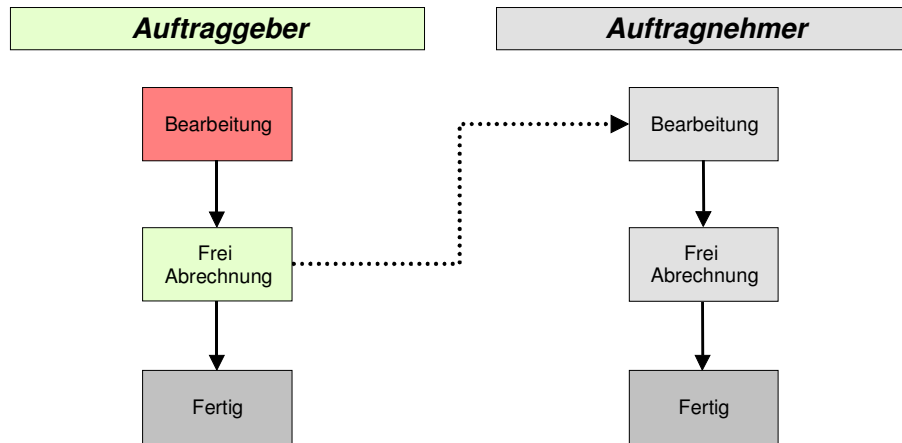 Auftraggeber
Auftragnehmer
Bearbeitung
Bearbeitung
Frei
Abrechnung
Frei
Abrechnung
Fertig
Fertig